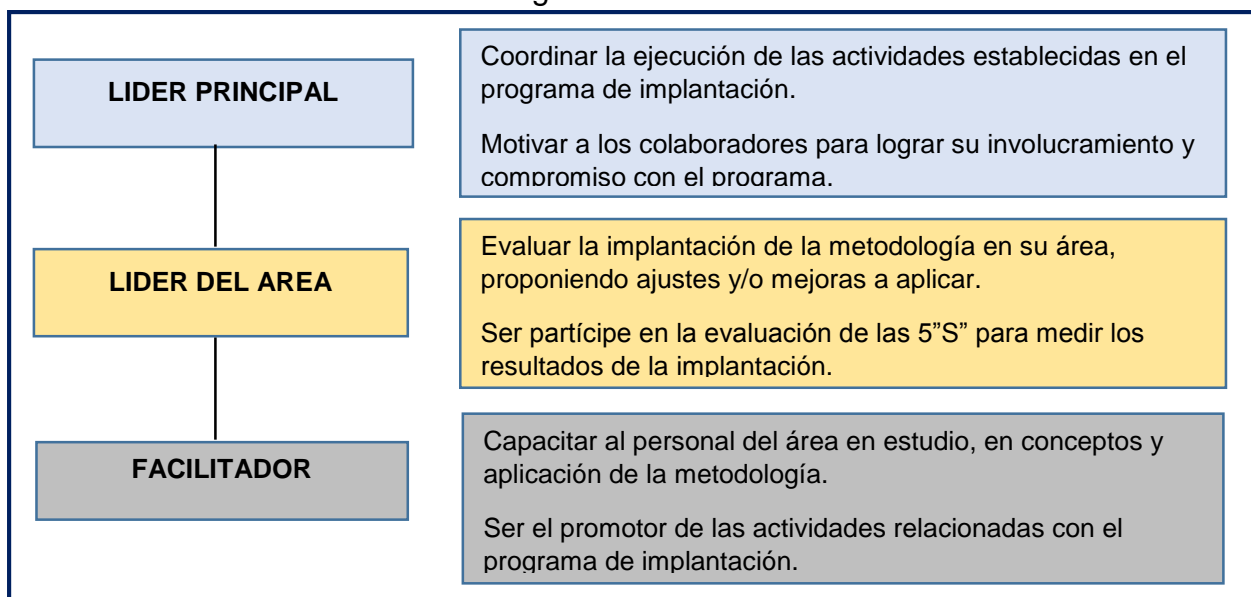 LIDER PRINCIPAL
Coordinar la ejecución de las actividades establecidas en el
programa de implantación.
Motivar a los colaboradores para lograr su involucramiento y
compromiso con el programa.
LIDER DEL AREA
Evaluar la implantación de la metodología en su área,
proponiendo ajustes y/o mejoras a aplicar.
Ser partícipe en la evaluación de las 5”S” para medir los
resultados de la implantación.
FACILITADOR
Capacitar al personal del área en estudio, en conceptos y
aplicación de la metodología.
Ser el promotor de las actividades relacionadas con el
programa de implantación.